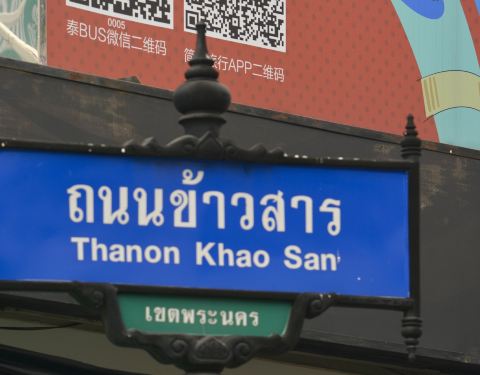 0005
泰BUS微信二维码
旅行APP二维码
ถนนข้าวสาร
Thanon Khao San
เขตพระนคร